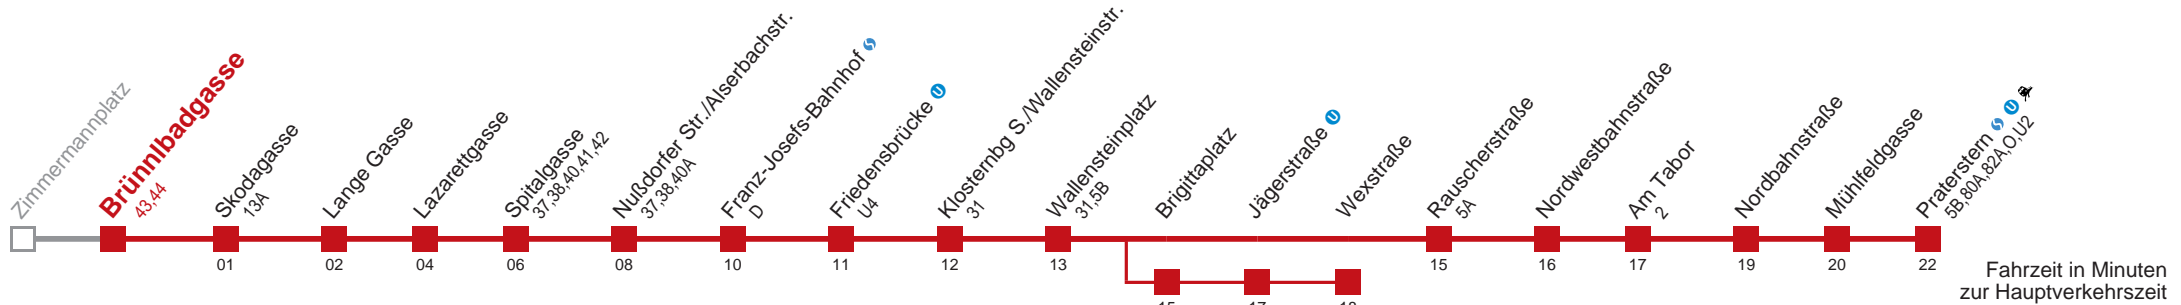 Zimmermannplatz
Brünnlbadgasse
43,44
Skodagasse
13A
Lange Gasse
Lazarettgasse
Spitalgasse
37,38,40,41,42
Nußdorfer Str./Alserbachstr.
37,38,40A
Franz-Josefs-Bahnhof S
D
Friedensbrücke U
U4
Klosternbg S./Wallensteinstr.
31
Wallensteinplatz
31,5B
Brigittaplatz
Jägerstraße U
Wexstraße
Rauscherstraße
5A
Nordwestbahnstraße
Am Tabor
2
Nordbahnstraße
Mühlfeldgasse
Praterstern S U
5B,80A,82A,O,U2
01 02 04 06 08 10 11 12 13 15 16 17 19 20 22
15 17 18
Fahrzeit in Minuten
zur Hauptverkehrszeit